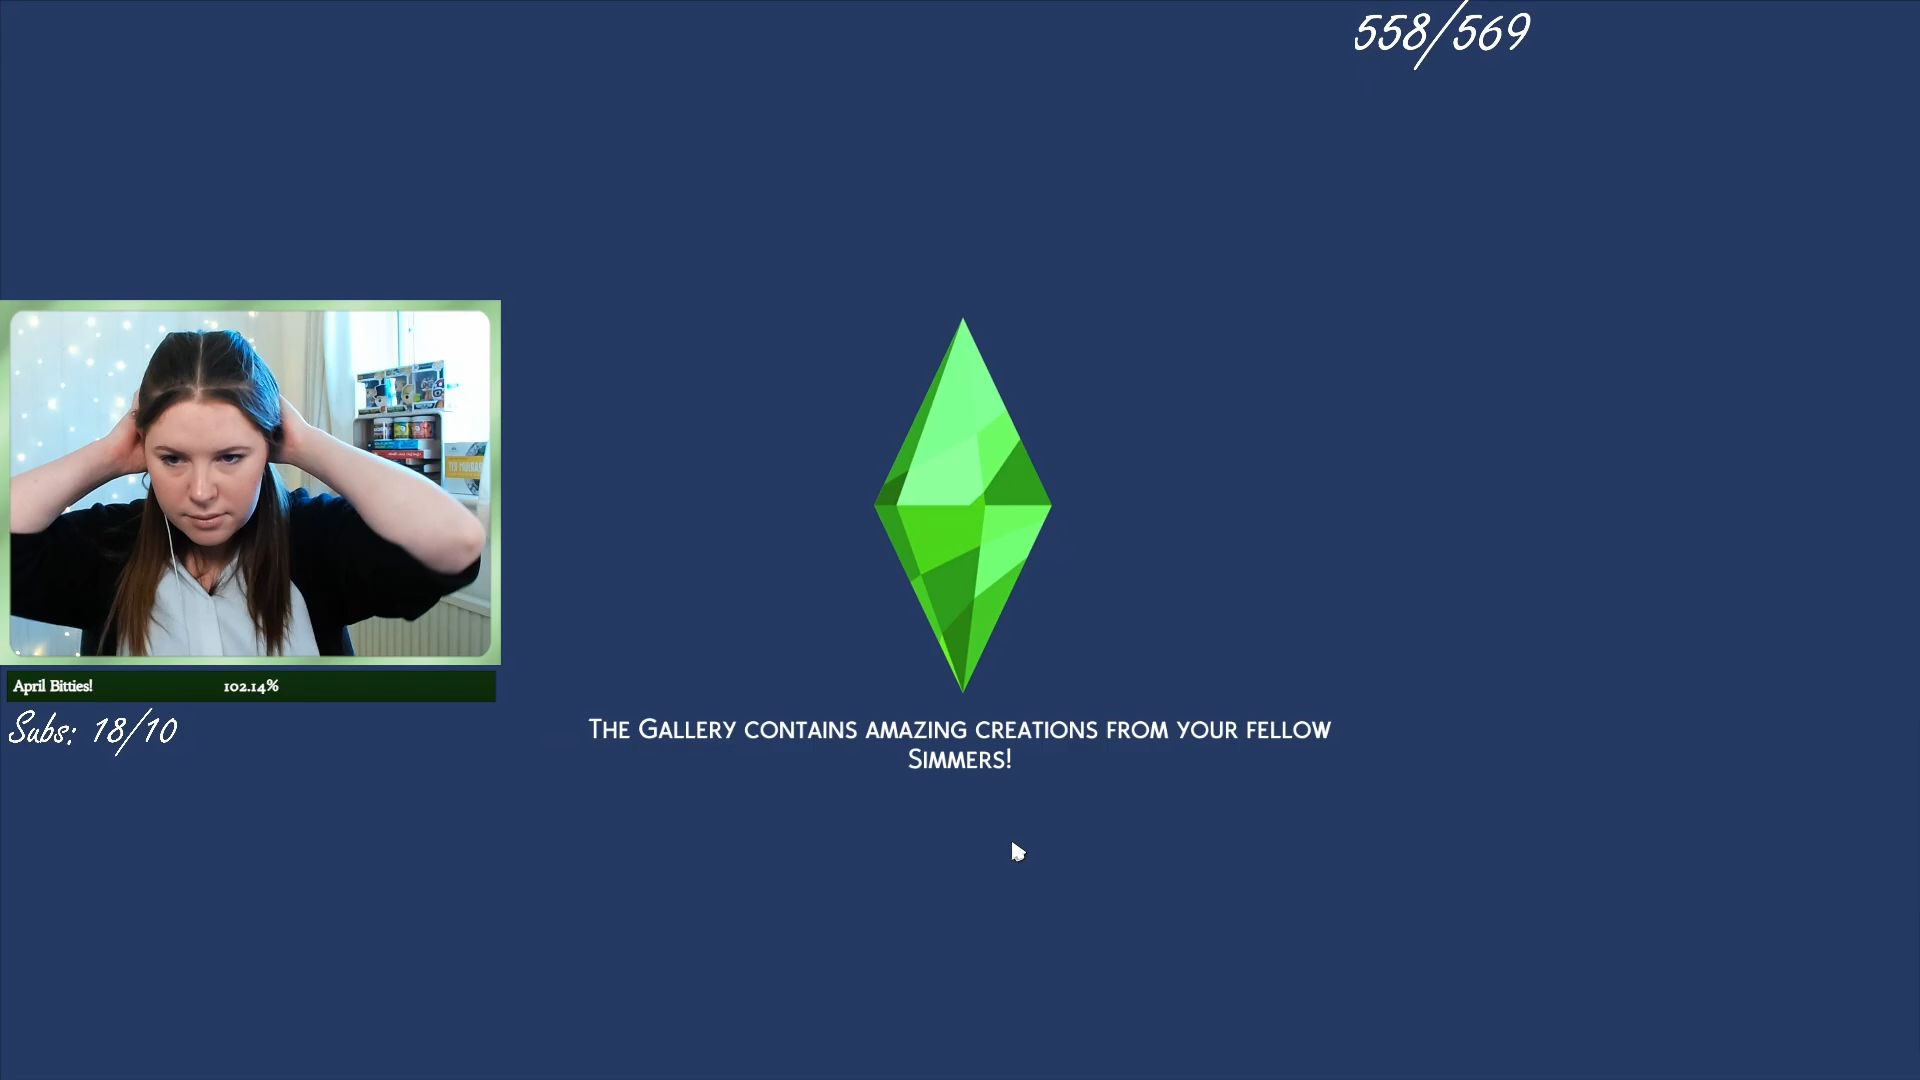 558/569
April Bitties! 102.14%
Subs: 18/10
The Gallery contains amazing creations from your fellow
Simmers!